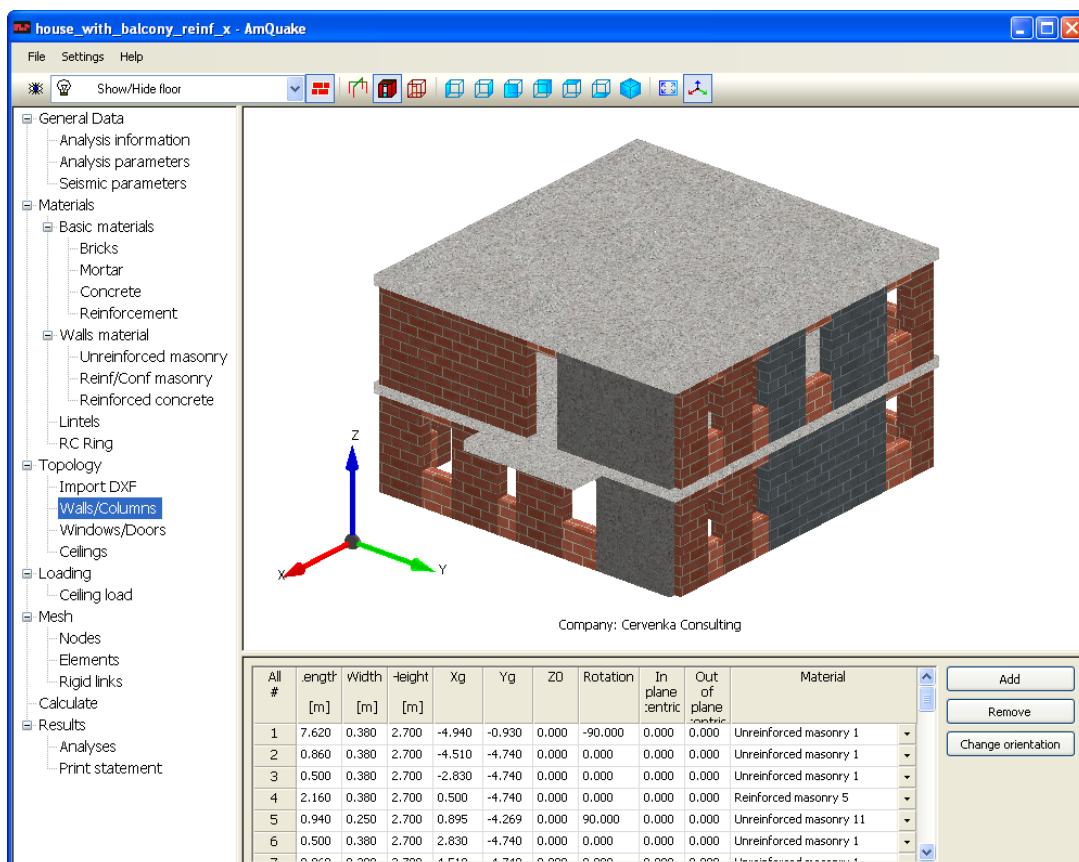 house_with_balcony_reinf_x - AmQuake
File Settings Help
Show/Hide floor
General Data
Analysis information
Analysis parameters
Seismic parameters
Materials
Basic materials
Bricks
Mortar
Concrete
Reinforcement
Walls material
Unreinforced masonry
Reinf/Conf masonry
Reinforced concrete
Lintels
RC Ring
Topology
Import DXF
Walls/Columns
Windows/Doors
Ceilings
Loading
Ceiling load
Mesh
Nodes
Elements
Rigid links
Calculate
Results
Analyses
Print statement
Z
X
Y
Company: Cervenka Consulting
All Xg Yg Z0 Rotation In Out Material
# plane of
[m] [m] [m] plane
1 7.620 0.380 2.700 -4.940 -0.930 0.000 -90.000 0.000 0.000 Unreinforced masonry 1
2 0.860 0.380 2.700 -4.510 -4.740 0.000 0.000 0.000 0.000 Unreinforced masonry 1
3 0.500 0.380 2.700 -2.830 -4.740 0.000 0.000 0.000 0.000 Unreinforced masonry 1
4 2.160 0.380 2.700 0.500 -4.740 0.000 0.000 0.000 0.000 Reinforced masonry 5
5 0.940 0.250 2.700 0.895 -4.269 0.000 90.000 0.000 0.000 Unreinforced masonry 11
6 0.500 0.380 2.700 2.830 -4.740 0.000 0.000 0.000 0.000 Unreinforced masonry 1
Add
Remove
Change orientation